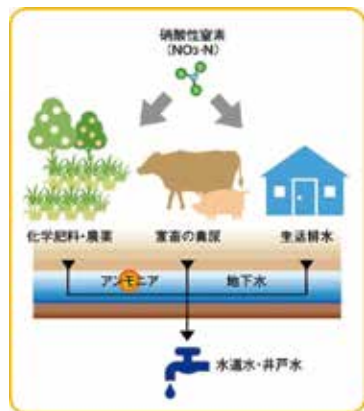 硝酸性窒素
(NO3-N)
化学肥料・農薬
家畜の糞尿
生活排水
アンモニア
地下水
水道水・井戸水